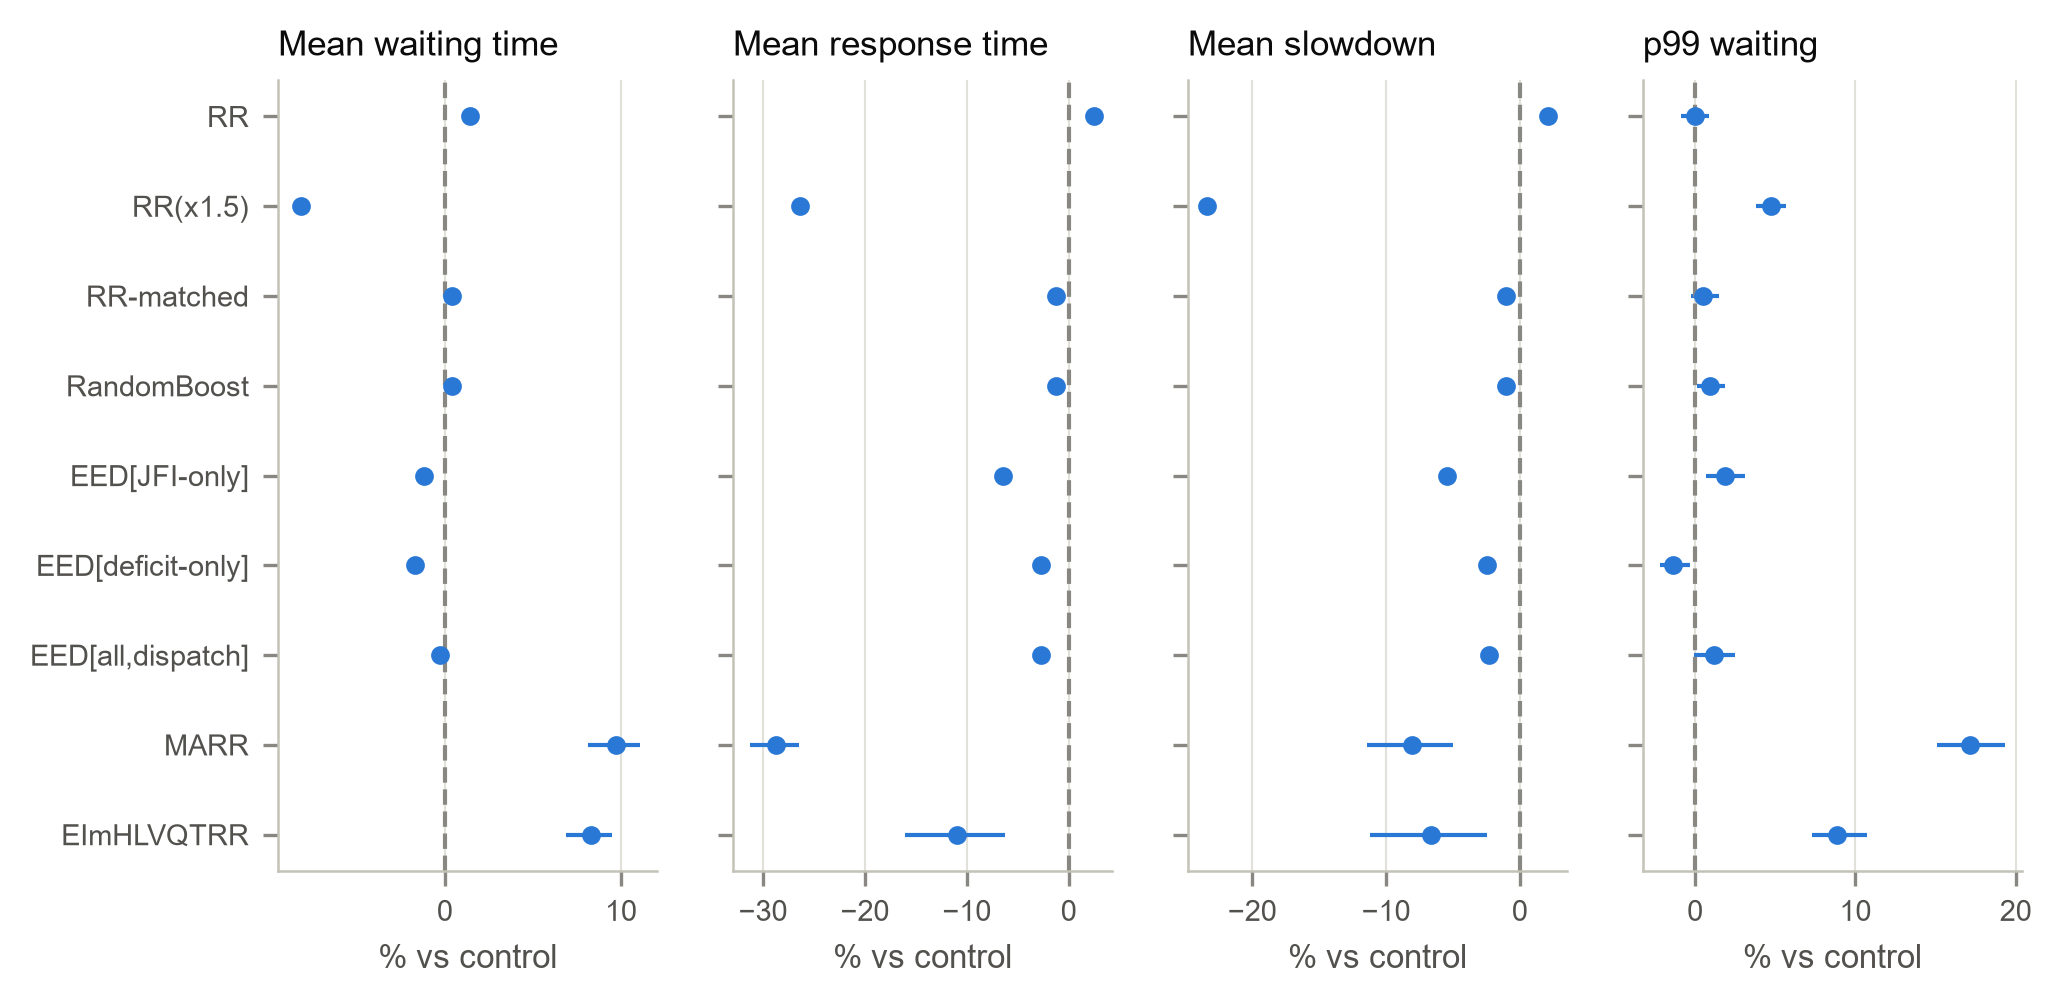 Mean waiting time
Mean response time
Mean slowdown
p99 waiting
RR
RR(x1.5)
RR-matched
RandomBoost
EED[JFI-only]
EED[deficit-only]
EED[all,dispatch]
MARR
EImHLVQTRR
0 10
−30 −20 −10 0
−20 −10 0
0 10 20
% vs control
% vs control
% vs control
% vs control